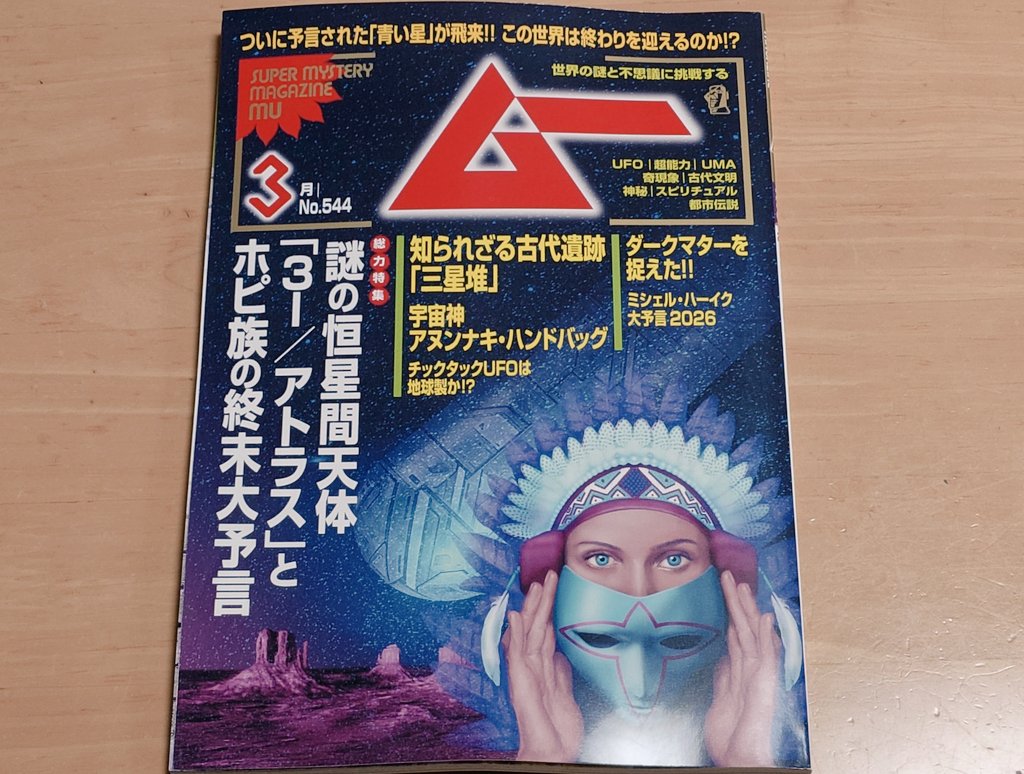 ついに予言された「青い星」が飛来!! この世界は終わりを迎えるのか!?
SUPER MYSTERY
MAGAZINE
MU
世界の謎と不思議に挑戦する
ムー
3月 No.544
UFO|超能力|UMA
奇現象|古代文明
神秘|スピリチュアル
都市伝説
総力特集
謎の恒星間天体
「3I/アトラス」と
ホピ族の終末大予言
知られざる古代遺跡
「三星堆」
宇宙神
アヌンナキ・ハンドバッグ
チックタックUFOは
地球製か!?
ダークマターを
捉えた!!
ミシェル・ハーイク
大予言2026